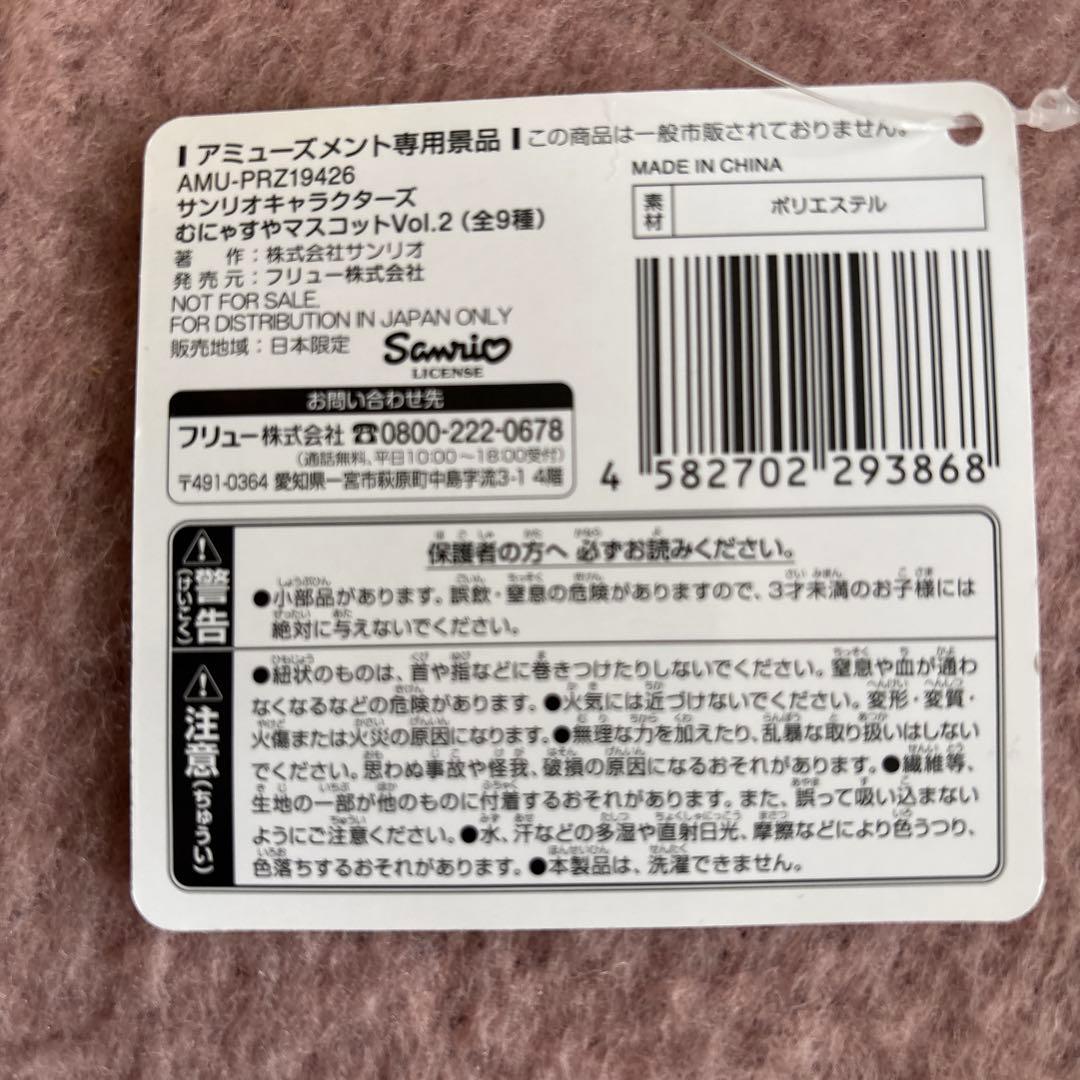 アミューズメント専用景品 この商品は一般市販されておりません。
AMU-PRZ19426
サンリオキャラクターズ
むにゃすやマスコットVol.2（全9種）
著 作：株式会社サンリオ
発売元：フリュー株式会社
NOT FOR SALE.
FOR DISTRIBUTION IN JAPAN ONLY
販売地域：日本限定
Sanrio
LICENSE
MADE IN CHINA
素材 ポリエステル
4 582702 293868
お問い合わせ先
フリュー株式会社 ☎0800-222-0678
（通話無料、平日10:00～18:00受付）
〒491-0364 愛知県一宮市萩原町中島字流3-1 4階
警告（けいこく）
保護者の方へ 必ずお読みください。
●小部品があります。誤飲・窒息の危険がありますので、3才未満のお子様には
絶対に与えないでください。
注意（ちゅうい）
●紐状のものは、首や指などに巻きつけたりしないでください。窒息や血が通わ
なくなるなどの危険があります。●火気には近づけないでください。変形・変質・
火傷または火災の原因になります。●無理な力を加えたり、乱暴な取り扱いはしない
でください。思わぬ事故や怪我、破損の原因になるおそれがあります。●繊維等、
生地の一部が他のものに付着するおそれがあります。また、誤って吸い込まない
ようにご注意ください。●水、汗などの多湿や直射日光、摩擦などにより色うつり、
色落ちするおそれがあります。●本製品は、洗濯できません。